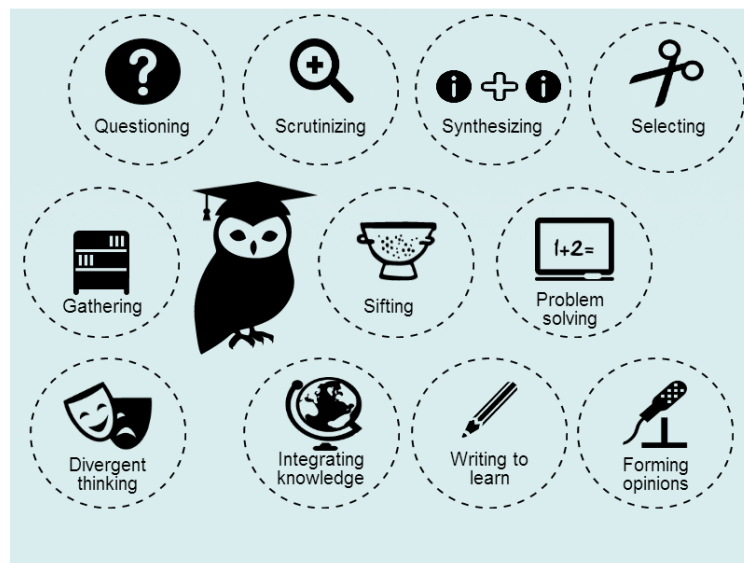 ?
i i
Questioning
Scrutinizing
Synthesizing
Selecting
1+2=
Gathering
Sifting
Problem
solving
Divergent
thinking
Integrating
knowledge
Writing to
learn
Forming
opinions